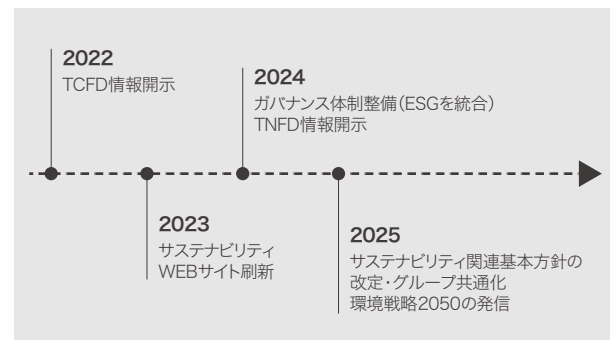 2022
TCFD情報開示
2023
サステナビリティ
WEBサイト刷新
2024
ガバナンス体制整備（ESGを統合）
TNFD情報開示
2025
サステナビリティ関連基本方針の
改定・グループ共通化
環境戦略2050の発信